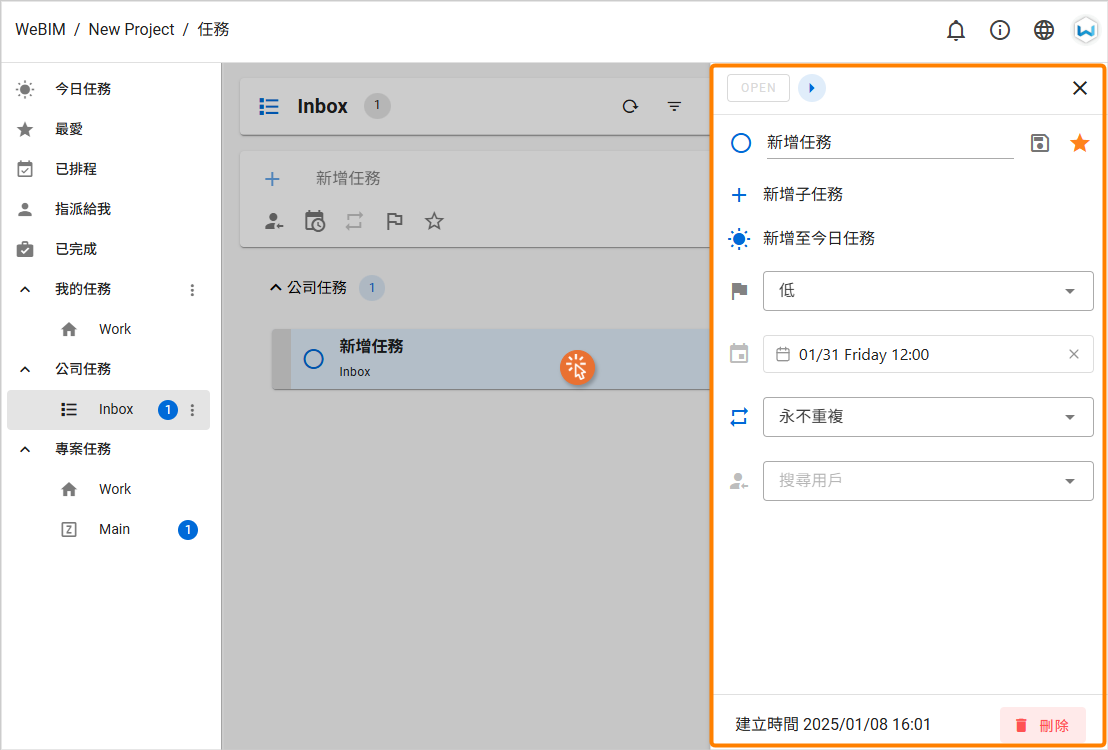 WeBIM / New Project / 任務
今日任務
最愛
已排程
指派給我
已完成
我的任務
Work
公司任務
Inbox 1
專案任務
Work
Main 1
Inbox 1
新增任務
公司任務 1
新增任務
Inbox
OPEN
新增任務
新增子任務
新增至今日任務
低
01/31 Friday 12:00
永不重複
搜尋用戶
建立時間 2025/01/08 16:01
刪除